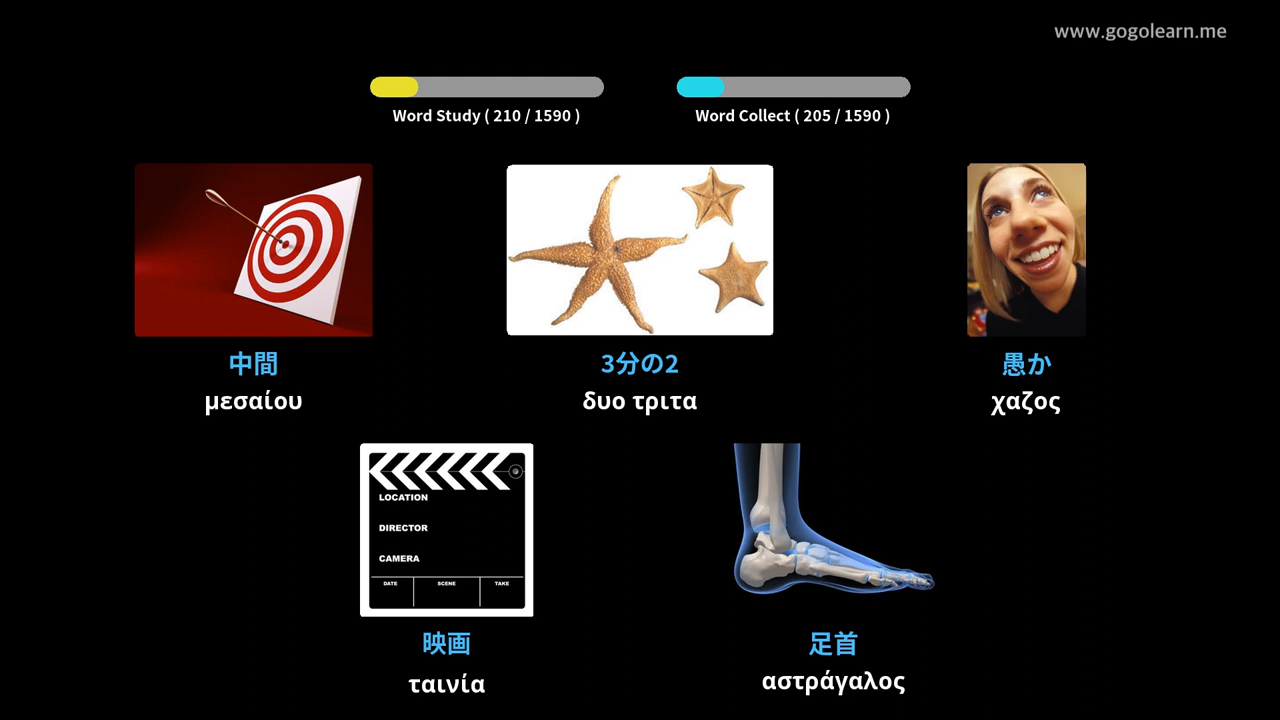 www.gogolearn.me
Word Study ( 210 / 1590 )
Word Collect ( 205 / 1590 )
中間
μεσαίου
3分の2
δυο τριτα
愚か
χαζος
LOCATION
DIRECTOR
CAMERA
DATE SCENE TAKE
映画
ταινία
足首
αστράγαλος